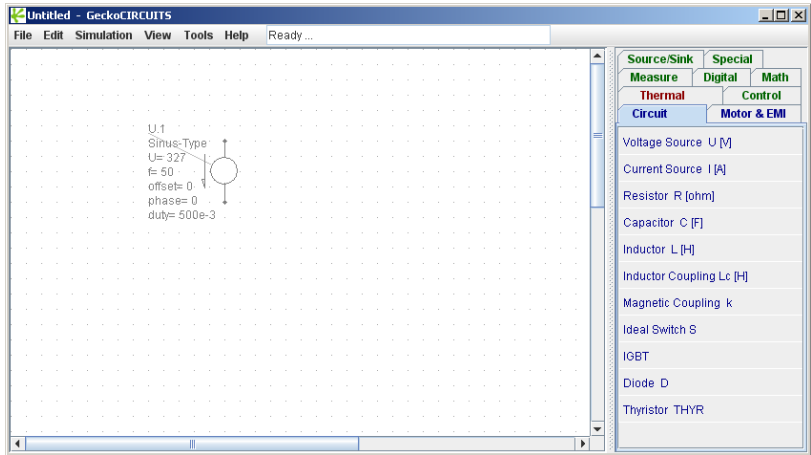 Untitled - GeckoCIRCUITS
File Edit Simulation View Tools Help Ready ...
U.1
Sinus-Type
U= 327
f= 50
offset= 0
phase= 0
duty= 500e-3
Source/Sink Special
Measure Digital Math
Thermal Control
Circuit Motor & EMI
Voltage Source U [V]
Current Source I [A]
Resistor R [ohm]
Capacitor C [F]
Inductor L [H]
Inductor Coupling Lc [H]
Magnetic Coupling k
Ideal Switch S
IGBT
Diode D
Thyristor THYR